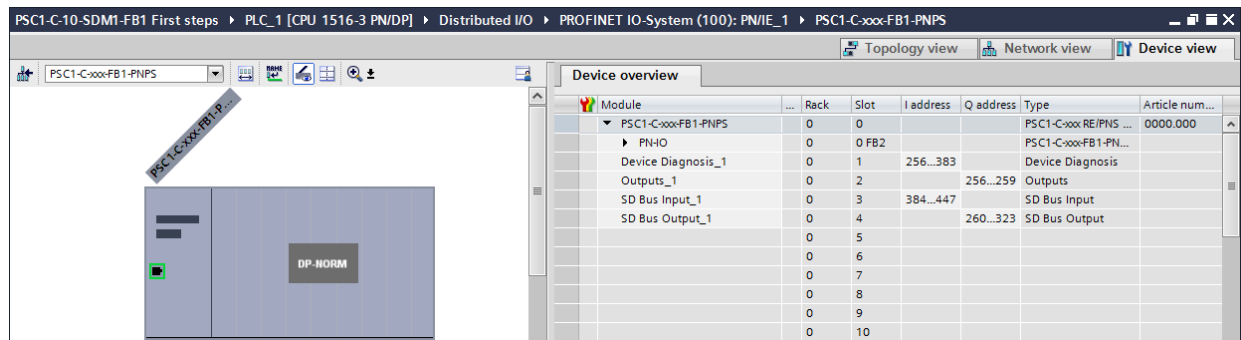 PSC1-C-10-SDM1-FB1 First steps ▸ PLC_1 [CPU 1516-3 PN/DP] ▸ Distributed I/O ▸ PROFINET IO-System (100): PN/IE_1 ▸ PSC1-C-xxx-FB1-PNPS
Topology view Network view Device view
PSC1-C-xxx-FB1-PNPS
Device overview
Module ... Rack Slot I address Q address Type Article num...
PSC1-C-xxx-FB1-PNPS 0 0 PSC1-C-xxx RE/PNS ... 0000.000
PN-IO 0 0 FB2 PSC1-C-xxx-FB1-PN...
Device Diagnosis_1 0 1 256...383 Device Diagnosis
Outputs_1 0 2 256...259 Outputs
SD Bus Input_1 0 3 384...447 SD Bus Input
SD Bus Output_1 0 4 260...323 SD Bus Output
0 5
0 6
0 7
0 8
0 9
0 10
PSC1-C-xxx-FB1-P...
DP-NORM